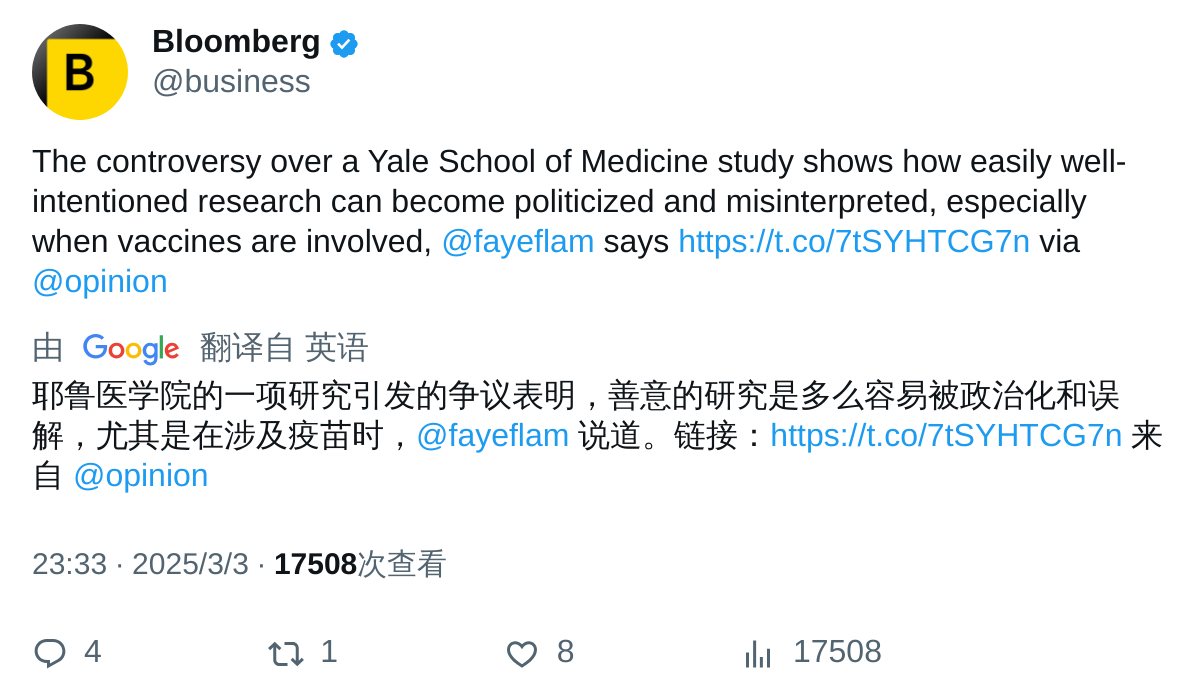 B
Bloomberg
@business
The controversy over a Yale School of Medicine study shows how easily well-
intentioned research can become politicized and misinterpreted, especially
when vaccines are involved, @fayeflam says https://t.co/7tSYHTCG7n via
@opinion
由 Google 翻译自 英语
耶鲁医学院的一项研究引发的争议表明，善意的研究是多么容易被政治化和误
解，尤其是在涉及疫苗时，@fayeflam 说道。链接：https://t.co/7tSYHTCG7n 来
自 @opinion
23:33 · 2025/3/3 · 17508次查看
4 1 8 17508